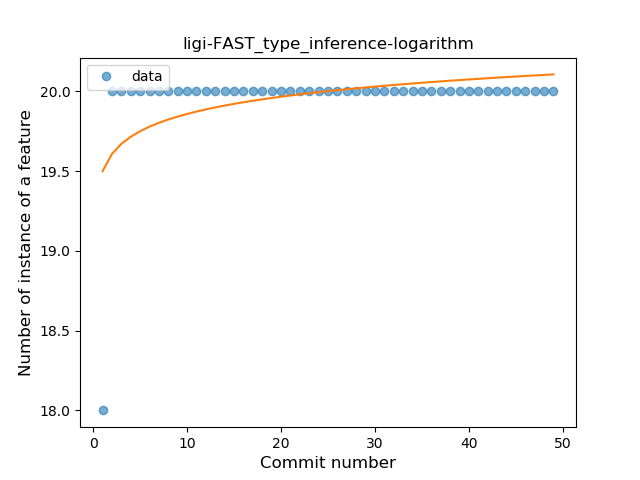 ligi-FAST_type_inference-logarithm
data
20.0
19.5
19.0
18.5
18.0
Number of instance of a feature
0 10 20 30 40 50
Commit number